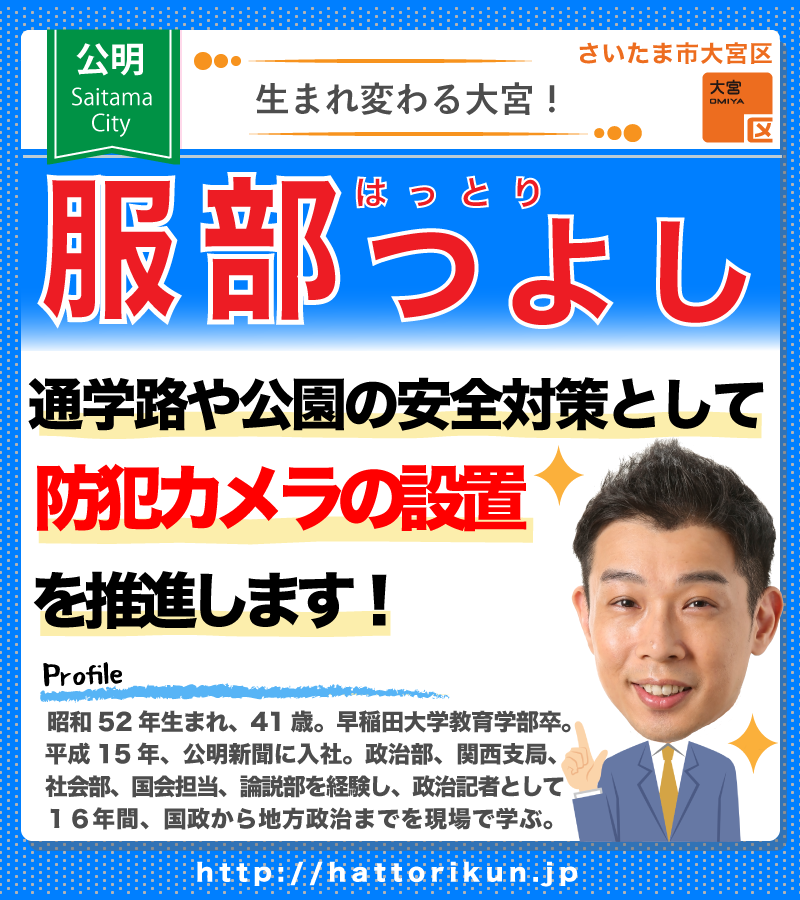 公明
Saitama
City
さいたま市大宮区
生まれ変わる大宮！
大宮
OMIYA
区
はっとり
服部つよし
通学路や公園の安全対策として
防犯カメラの設置
を推進します！
Profile
昭和52年生まれ、41歳。早稲田大学教育学部卒。
平成15年、公明新聞に入社。政治部、関西支局、
社会部、国会担当、論説部を経験し、政治記者として
１６年間、国政から地方政治までを現場で学ぶ。
http://hattorikun.jp